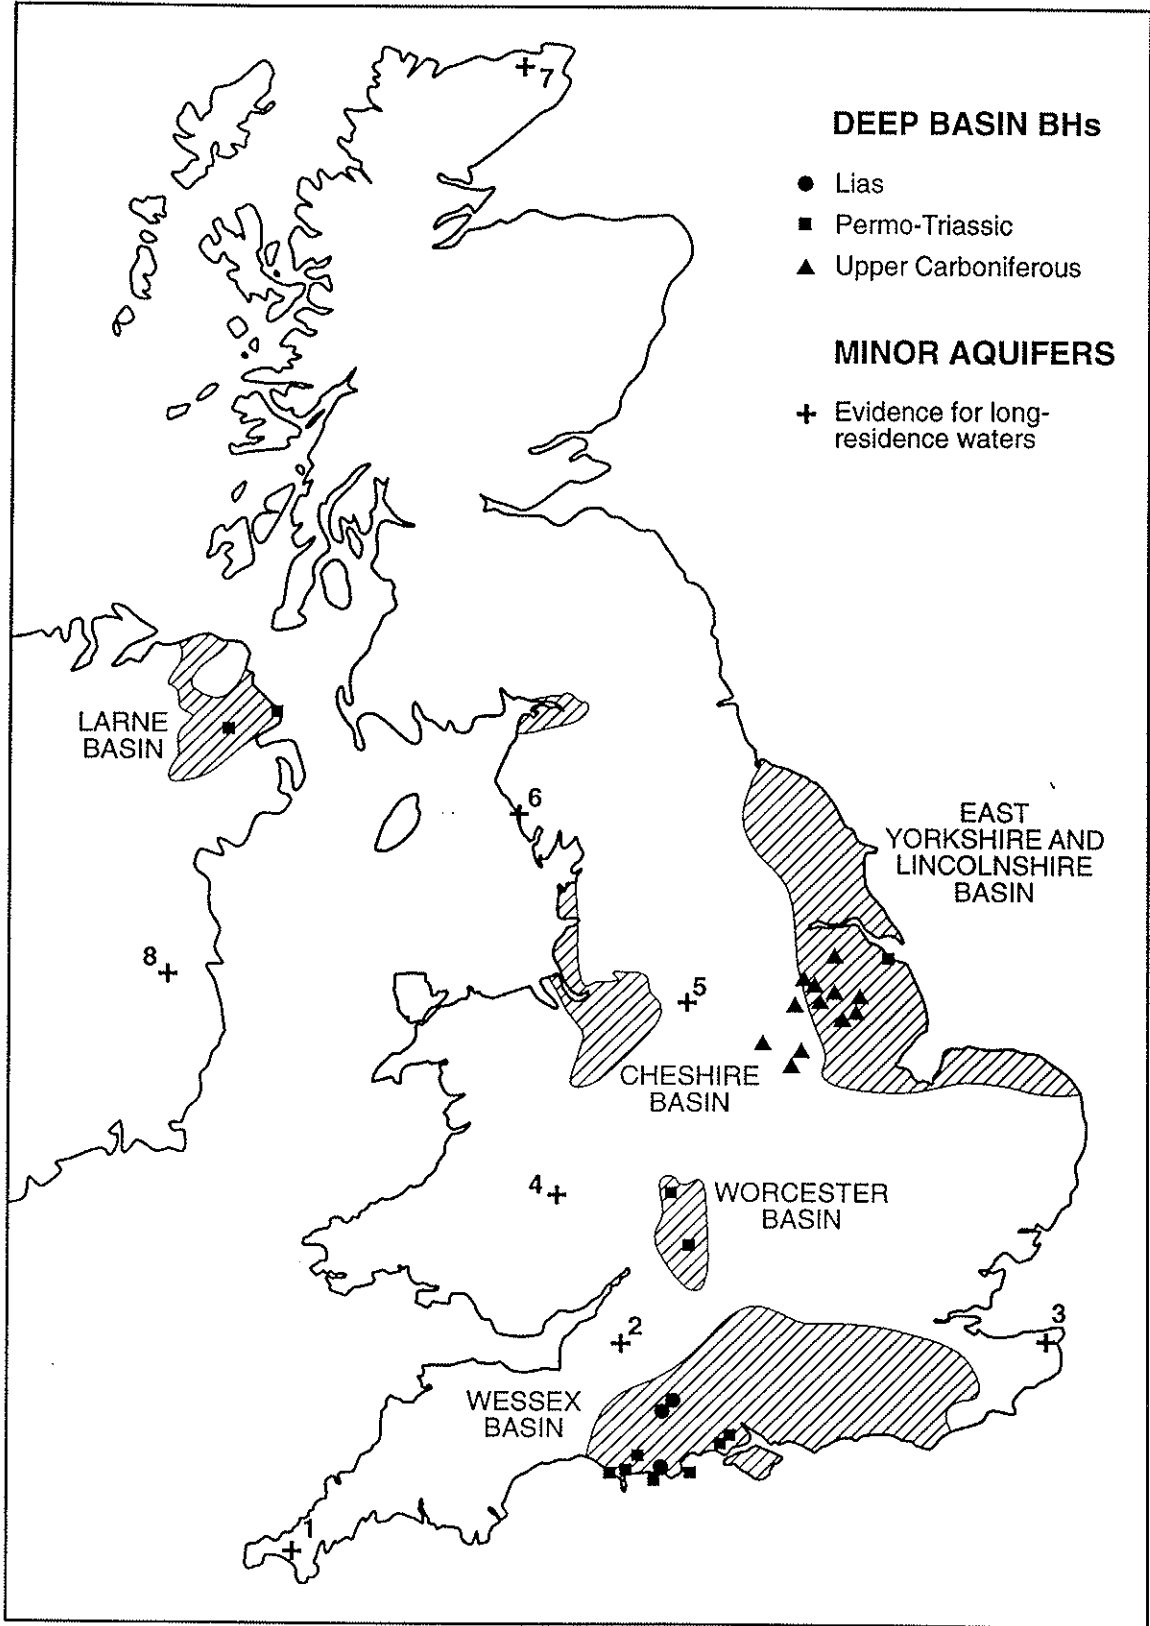 7
DEEP BASIN BHs
Lias
Permo-Triassic
Upper Carboniferous
MINOR AQUIFERS
Evidence for long-
residence waters
LARNE
BASIN
6
EAST
YORKSHIRE AND
LINCOLNSHIRE
BASIN
8
5
CHESHIRE
BASIN
4
WORCESTER
BASIN
2
3
WESSEX
BASIN
1